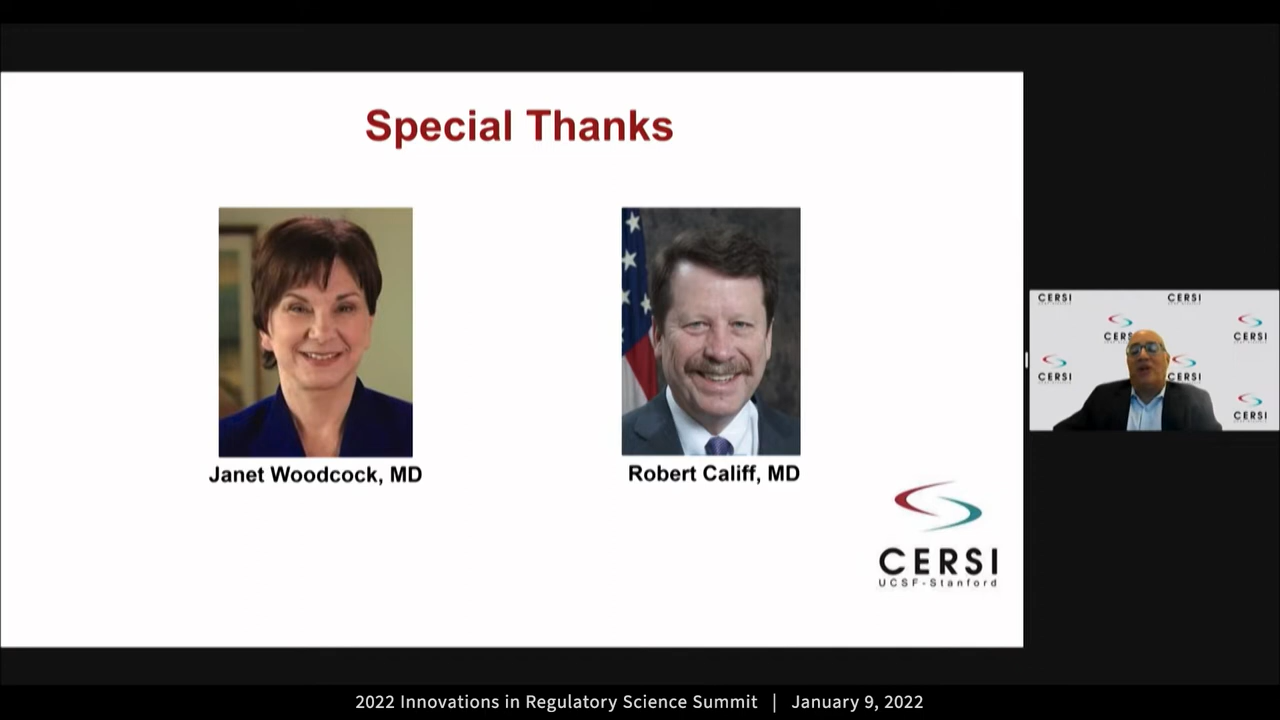 Special Thanks
Janet Woodcock, MD
Robert Califf, MD
CERSI
UCSF-Stanford
CERSI
CERSI
CERSI
CERSI
CERSI
CERSI
CERSI
2022 Innovations in Regulatory Science Summit | January 9, 2022